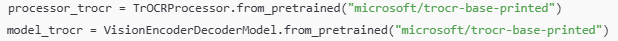 processor_trocr = TrOCRProcessor.from_pretrained("microsoft/trocr-base-printed")
model_trocr = VisionEncoderDecoderModel.from_pretrained("microsoft/trocr-base-printed")